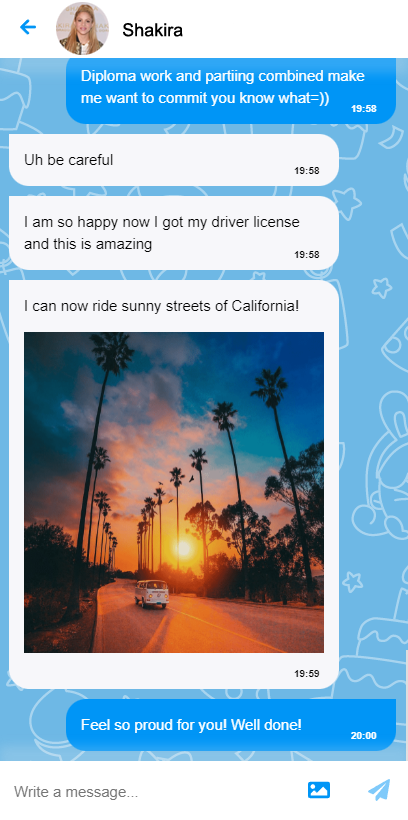 Shakira
Diploma work and partiing combined make
me want to commit you know what=))
19:58
Uh be careful
19:58
I am so happy now I got my driver license
and this is amazing
19:58
I can now ride sunny streets of California!
19:59
Feel so proud for you! Well done!
20:00
Write a message...